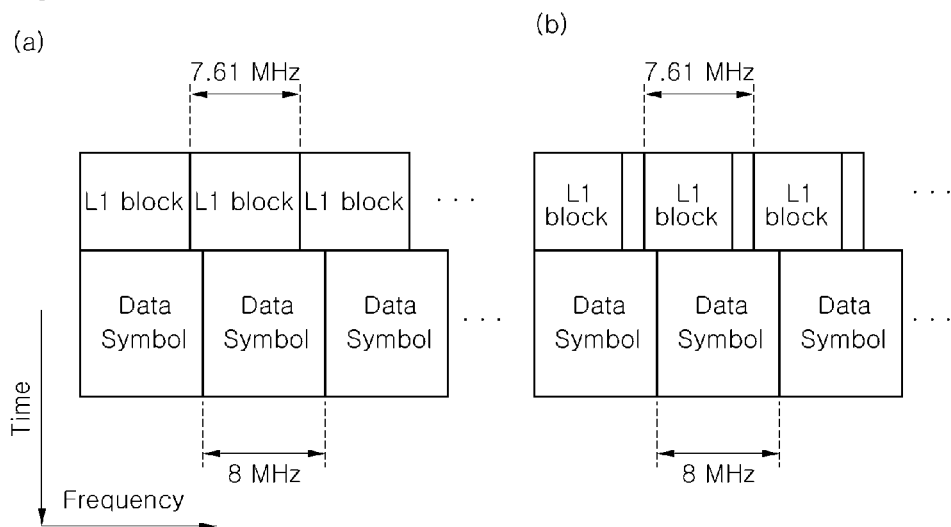 (a)
7.61 MHz
L1 block L1 block L1 block . . .
Data Symbol
Data Symbol
Data Symbol
. . .
8 MHz
Time
Frequency
(b)
7.61 MHz
L1 block
L1 block
L1 block
. . .
Data Symbol
Data Symbol
Data Symbol
. . .
8 MHz